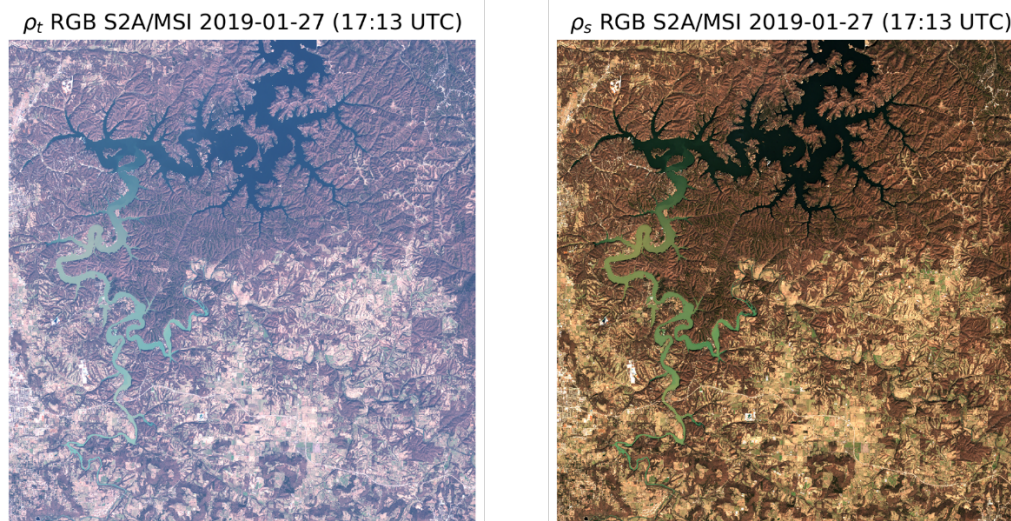 ρt RGB S2A/MSI 2019-01-27 (17:13 UTC)
ρs RGB S2A/MSI 2019-01-27 (17:13 UTC)